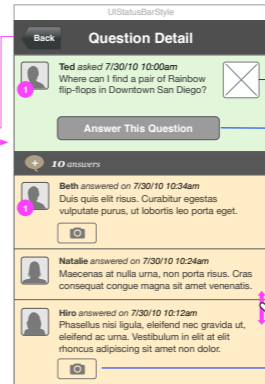 UIStatusBarStyle
Back Question Detail
Ted asked 7/30/10 10:00am
Where can I find a pair of Rainbow
flip-flops in Downtown San Diego?
1
Answer This Question
10 answers
Beth answered on 7/30/10 10:34am
Duis quis elit risus. Curabitur egestas
vulputate purus, ut lobortis leo porta eget.
1
Natalie answered on 7/30/10 10:24am
Maecenas at nulla urna, non porta risus. Cras
consequat congue magna sit amet venenatis.
Hiro answered on 7/30/10 10:12am
Phasellus nisi ligula, eleifend nec gravida ut,
eleifend ac urna. Vestibulum in elit at elit
rhoncus adipiscing sit amet non dolor.